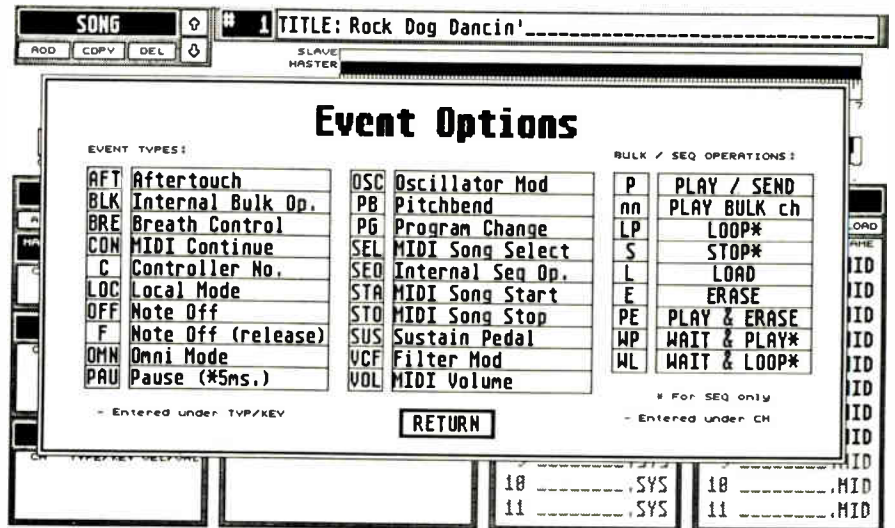 SONG
# 1 TITLE: Rock Dog Dancin'
ADD COPY DEL
SLAVE
MASTER
Event Options
EVENT TYPES:
AFT Aftertouch
BLK Internal Bulk Op.
BRE Breath Control
CON MIDI Continue
C Controller No.
LOC Local Mode
OFF Note Off
F Note Off (release)
OMN Omni Mode
PAU Pause (*5ms.)
- Entered under TYP/KEY
OSC Oscillator Mod
PB Pitchbend
PG Program Change
SEL MIDI Song Select
SEQ Internal Seq Op.
STA MIDI Song Start
STO MIDI Song Stop
SUS Sustain Pedal
VCF Filter Mod
VOL MIDI Volume
RETURN
BULK / SEQ OPERATIONS:
P PLAY / SEND
nn PLAY BULK ch
LP LOOP*
S STOP*
L LOAD
E ERASE
PE PLAY & ERASE
WP WAIT & PLAY*
WL WAIT & LOOP*
* For SEQ only
- Entered under CH
10 ________.SYS
11 ________.SYS
10 ________.MID
11 ________.MID